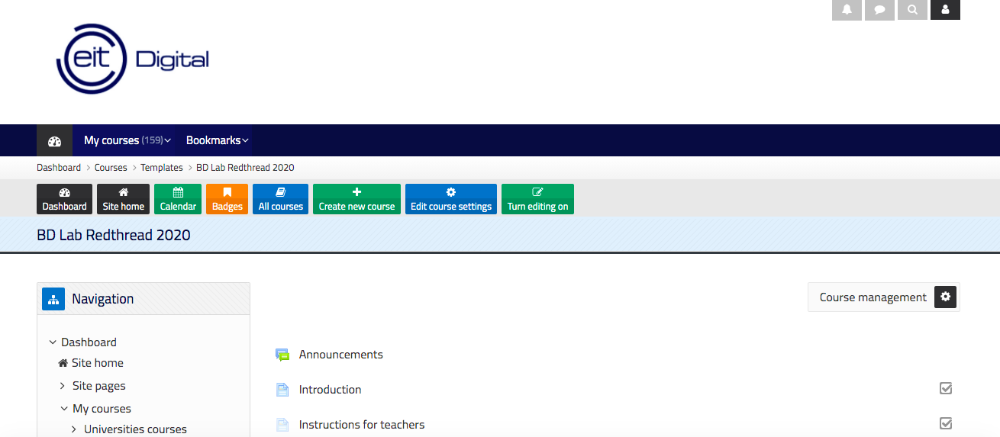 eit Digital
My courses (159) Bookmarks
Dashboard > Courses > Templates > BD Lab Redthread 2020
Dashboard Site home Calendar Badges All courses Create new course Edit course settings Turn editing on
BD Lab Redthread 2020
Navigation
Course management
Dashboard
Announcements
Site home
Site pages
Introduction
My courses
Instructions for teachers
Universities courses